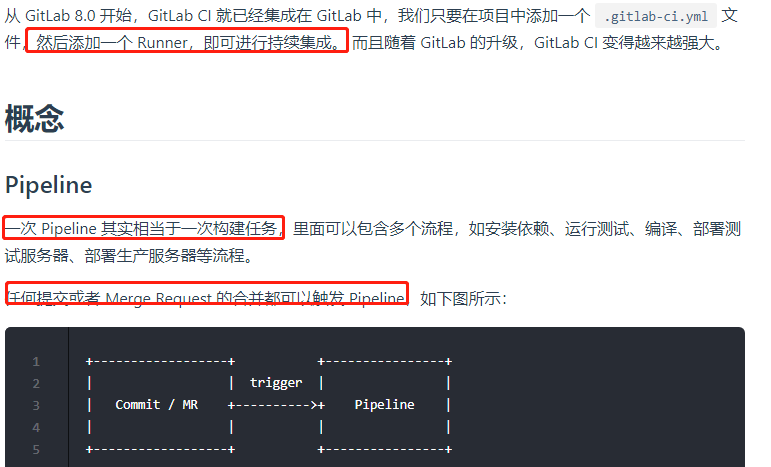 从 GitLab 8.0 开始，GitLab CI 就已经集成在 GitLab 中，我们只要在项目中添加一个 .gitlab-ci.yml 文
件，然后添加一个 Runner，即可进行持续集成。 而且随着 GitLab 的升级，GitLab CI 变得越来越强大。
概念
Pipeline
一次 Pipeline 其实相当于一次构建任务，里面可以包含多个流程，如安装依赖、运行测试、编译、部署测
试服务器、部署生产服务器等流程。
任何提交或者 Merge Request 的合并都可以触发 Pipeline，如下图所示：
1 +------------------+           +----------------+
2 |                  |  trigger  |                |
3 |   Commit / MR    +---------->+    Pipeline    |
4 |                  |           |                |
5 +------------------+           +----------------+